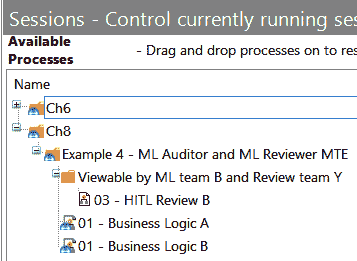 Sessions - Control currently running ses
Available
Processes
- Drag and drop processes on to res
Name
Ch6
Ch8
Example 4 - ML Auditor and ML Reviewer MTE
Viewable by ML team B and Review team Y
03 - HITL Review B
01 - Business Logic A
01 - Business Logic B